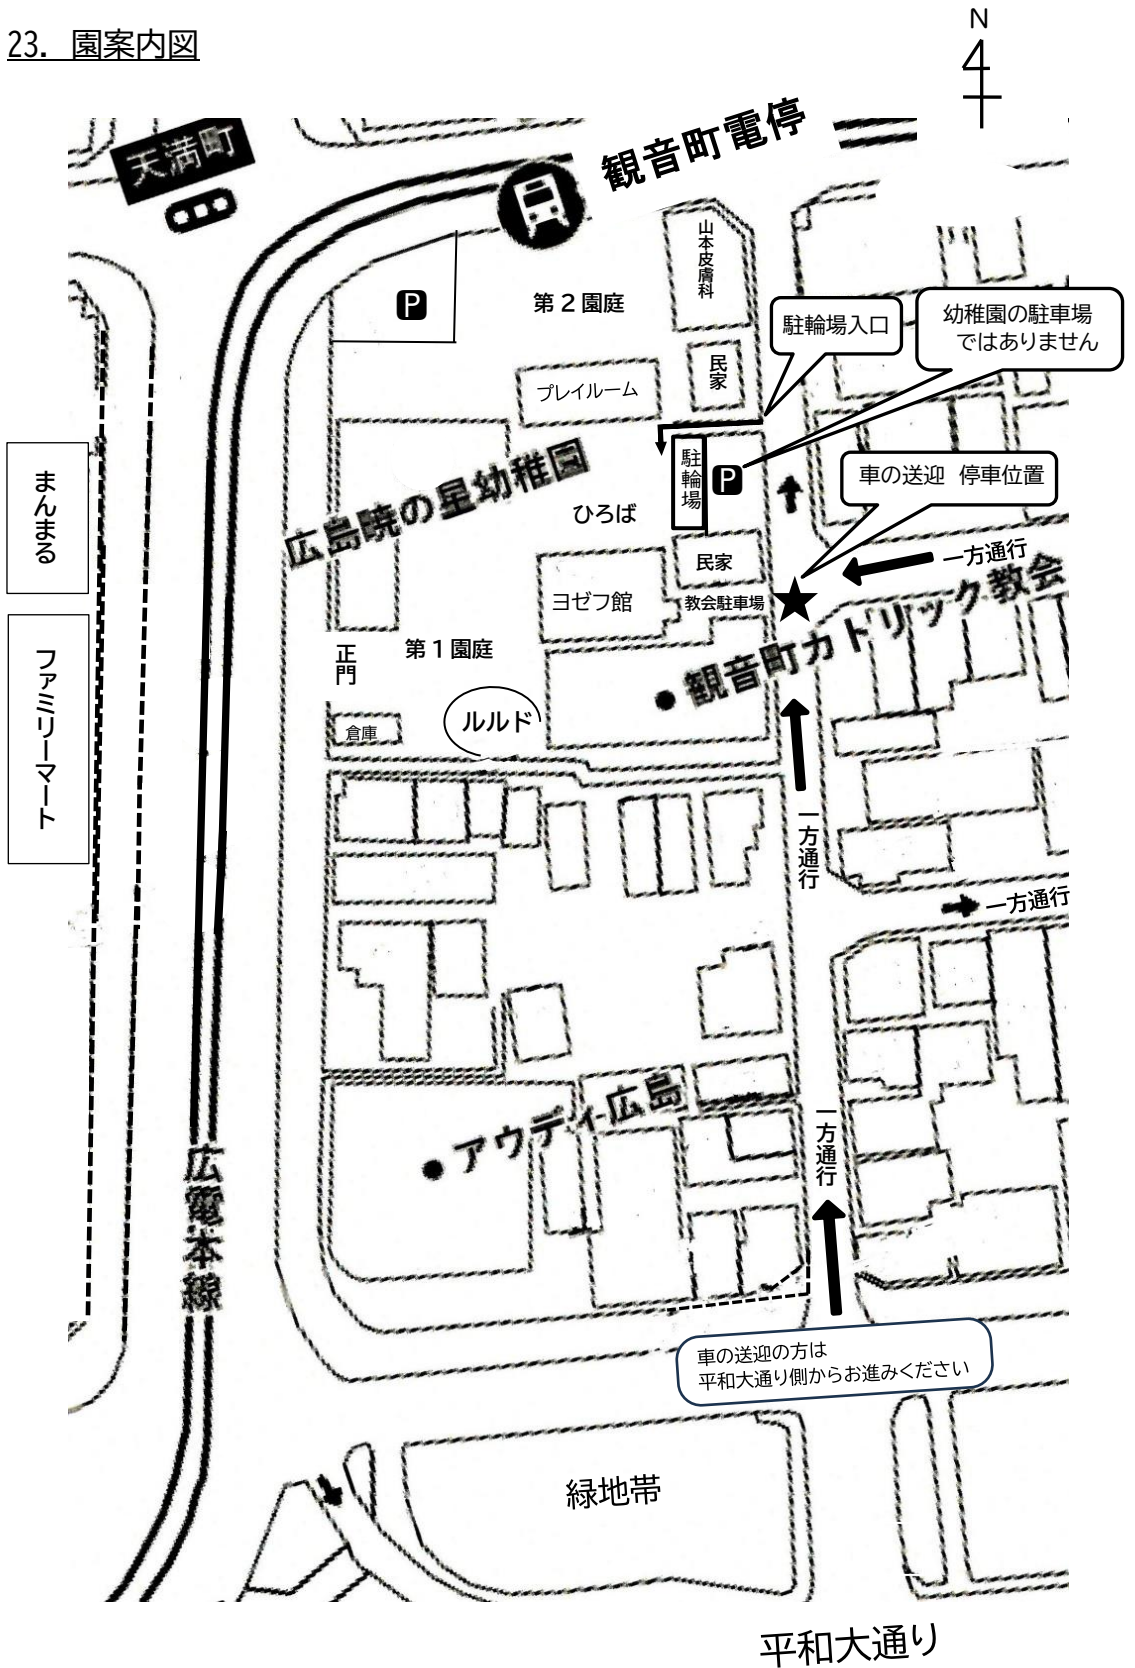 23. 園案内図
N
天満町
観音町電停
山本皮膚科
P
第2園庭
駐輪場入口
幼稚園の駐車場
ではありません
民家
プレイルーム
広島暁の星幼稚園
駐輪場
P
車の送迎 停車位置
まんまる
ひろば
一方通行
民家
ヨゼフ館
教会駐車場
観音町カトリック教会
正門
第1園庭
ファミリーマート
倉庫
ルルド
一方通行
一方通行
アウディ広島
一方通行
広電本線
車の送迎の方は
平和大通り側からお進みください
緑地帯
平和大通り